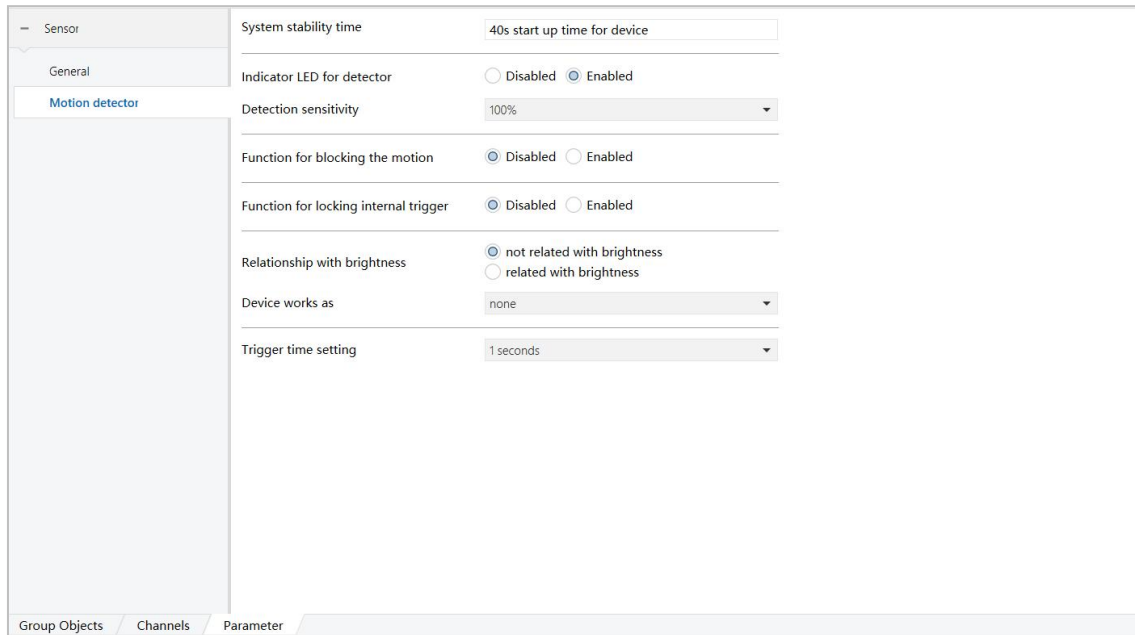 Sensor
General
Motion detector
System stability time
40s start up time for device
Indicator LED for detector
Disabled Enabled
Detection sensitivity
100%
Function for blocking the motion
Disabled Enabled
Function for locking internal trigger
Disabled Enabled
Relationship with brightness
not related with brightness
related with brightness
Device works as
none
Trigger time setting
1 seconds
Group Objects Channels Parameter